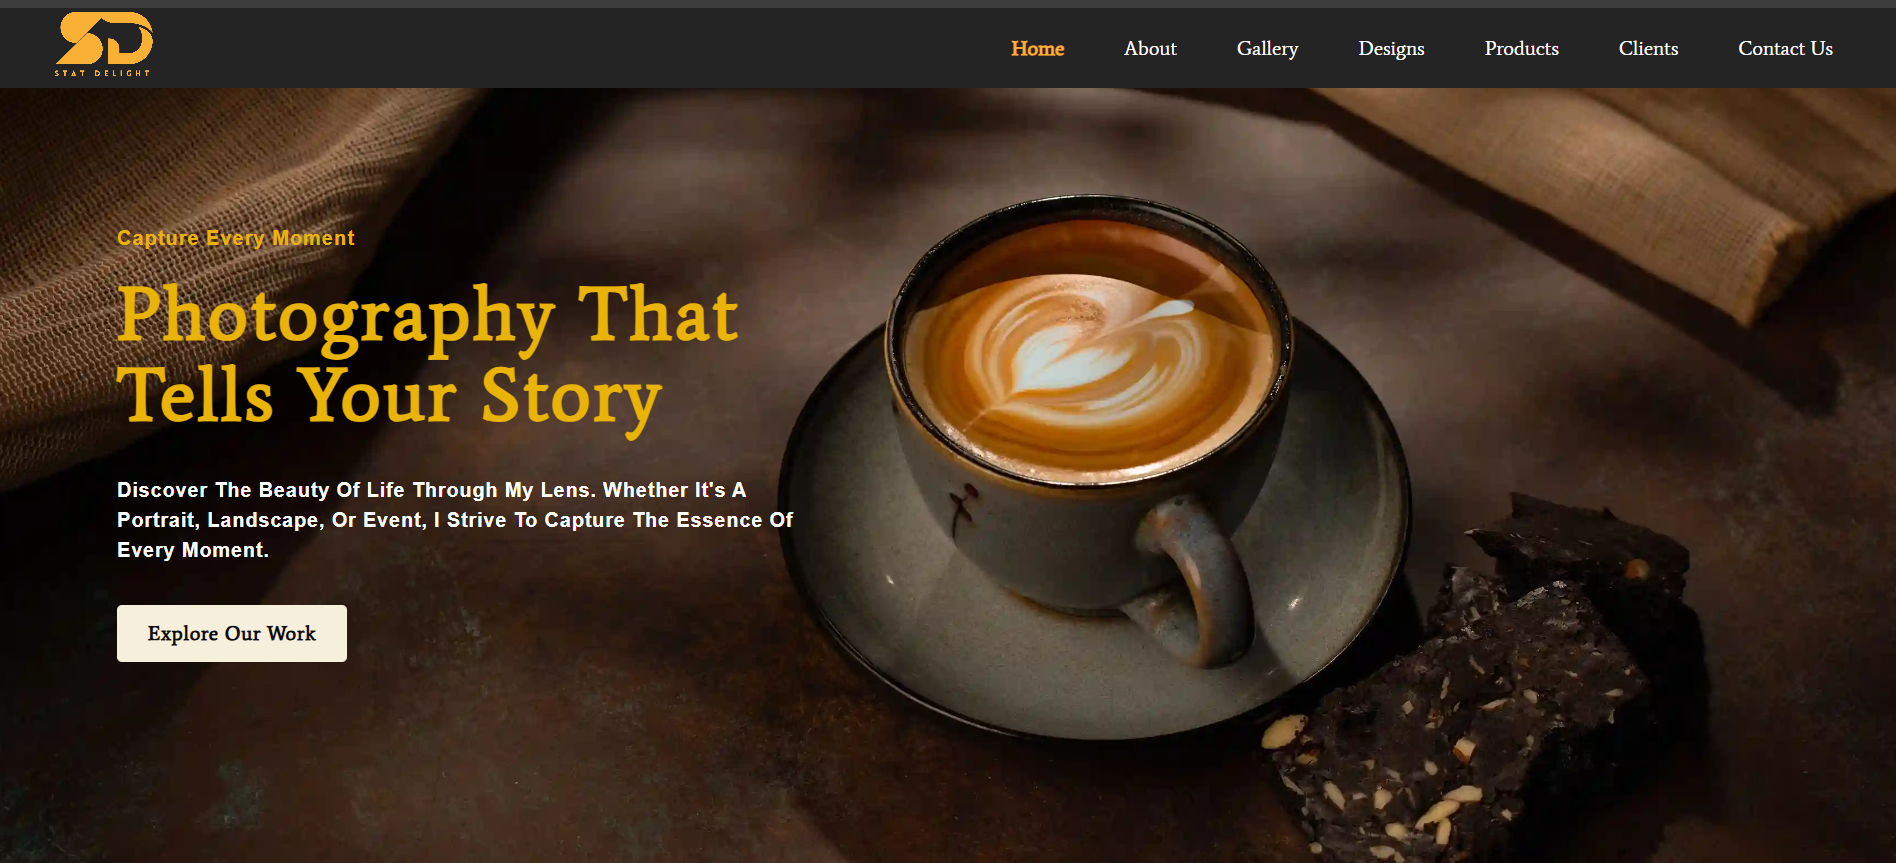 SD
STAT DELIGHT
Home About Gallery Designs Products Clients Contact Us
Capture Every Moment
Photography That
Tells Your Story
Discover The Beauty Of Life Through My Lens. Whether It's A
Portrait, Landscape, Or Event, I Strive To Capture The Essence Of
Every Moment.
Explore Our Work